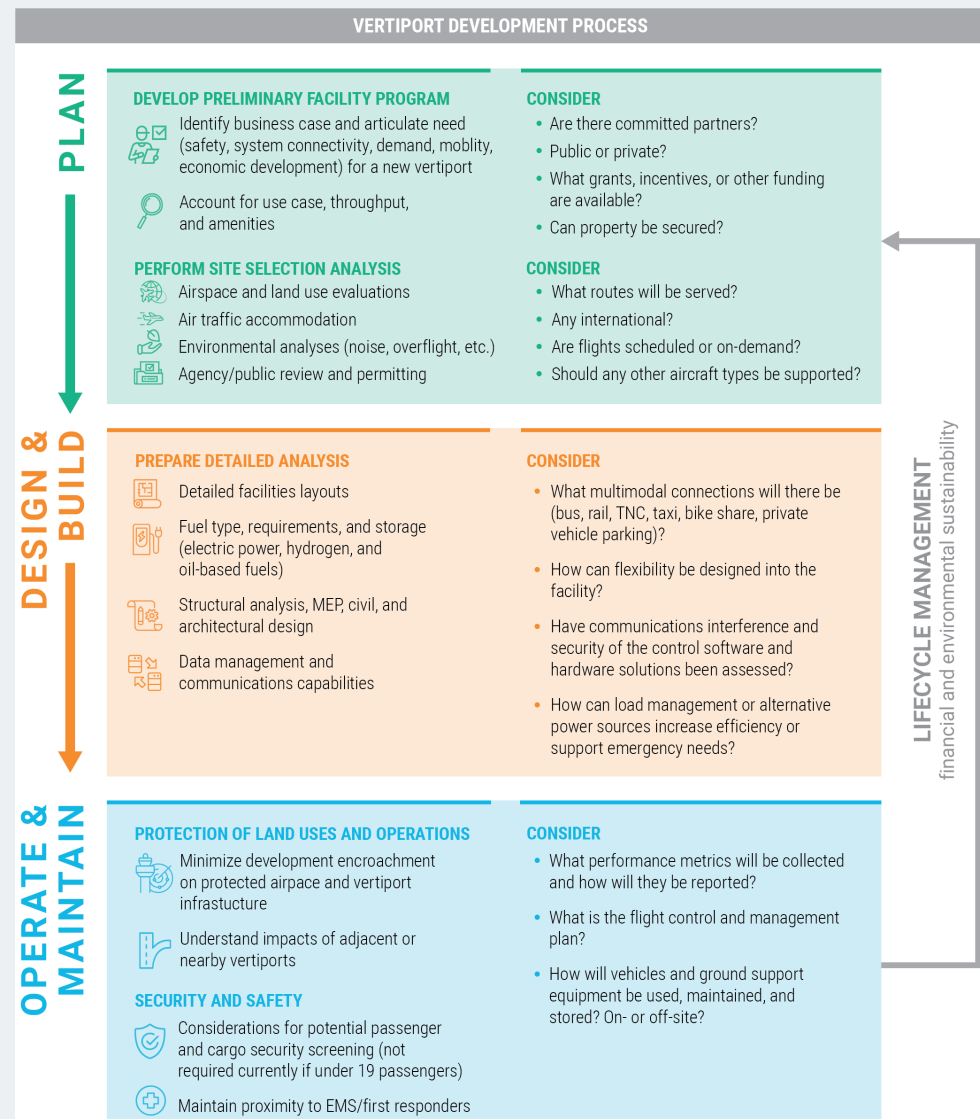 VERTIPORT DEVELOPMENT PROCESS
PLAN
DEVELOP PRELIMINARY FACILITY PROGRAM
Identify business case and articulate need
(safety, system connectivity, demand, moblity,
economic development) for a new vertiport
Account for use case, throughput,
and amenities
CONSIDER
• Are there committed partners?
• Public or private?
• What grants, incentives, or other funding
are available?
• Can property be secured?
PERFORM SITE SELECTION ANALYSIS
Airspace and land use evaluations
Air traffic accommodation
Environmental analyses (noise, overflight, etc.)
Agency/public review and permitting
CONSIDER
• What routes will be served?
• Any international?
• Are flights scheduled or on-demand?
• Should any other aircraft types be supported?
DESIGN &
BUILD
PREPARE DETAILED ANALYSIS
Detailed facilities layouts
Fuel type, requirements, and storage
(electric power, hydrogen, and
oil-based fuels)
Structural analysis, MEP, civil, and
architectural design
Data management and
communications capabilities
CONSIDER
• What multimodal connections will there be
(bus, rail, TNC, taxi, bike share, private
vehicle parking)?
• How can flexibility be designed into the
facility?
• Have communications interference and
security of the control software and
hardware solutions been assessed?
• How can load management or alternative
power sources increase efficiency or
support emergency needs?
OPERATE &
MAINTAIN
PROTECTION OF LAND USES AND OPERATIONS
Minimize development encroachment
on protected airpace and vertiport
infrastucture
Understand impacts of adjacent or
nearby vertiports
SECURITY AND SAFETY
Considerations for potential passenger
and cargo security screening (not
required currently if under 19 passengers)
Maintain proximity to EMS/first responders
CONSIDER
• What performance metrics will be collected
and how will they be reported?
• What is the flight control and management
plan?
• How will vehicles and ground support
equipment be used, maintained, and
stored? On- or off-site?
LIFECYCLE MANAGEMENT
financial and environmental sustainability